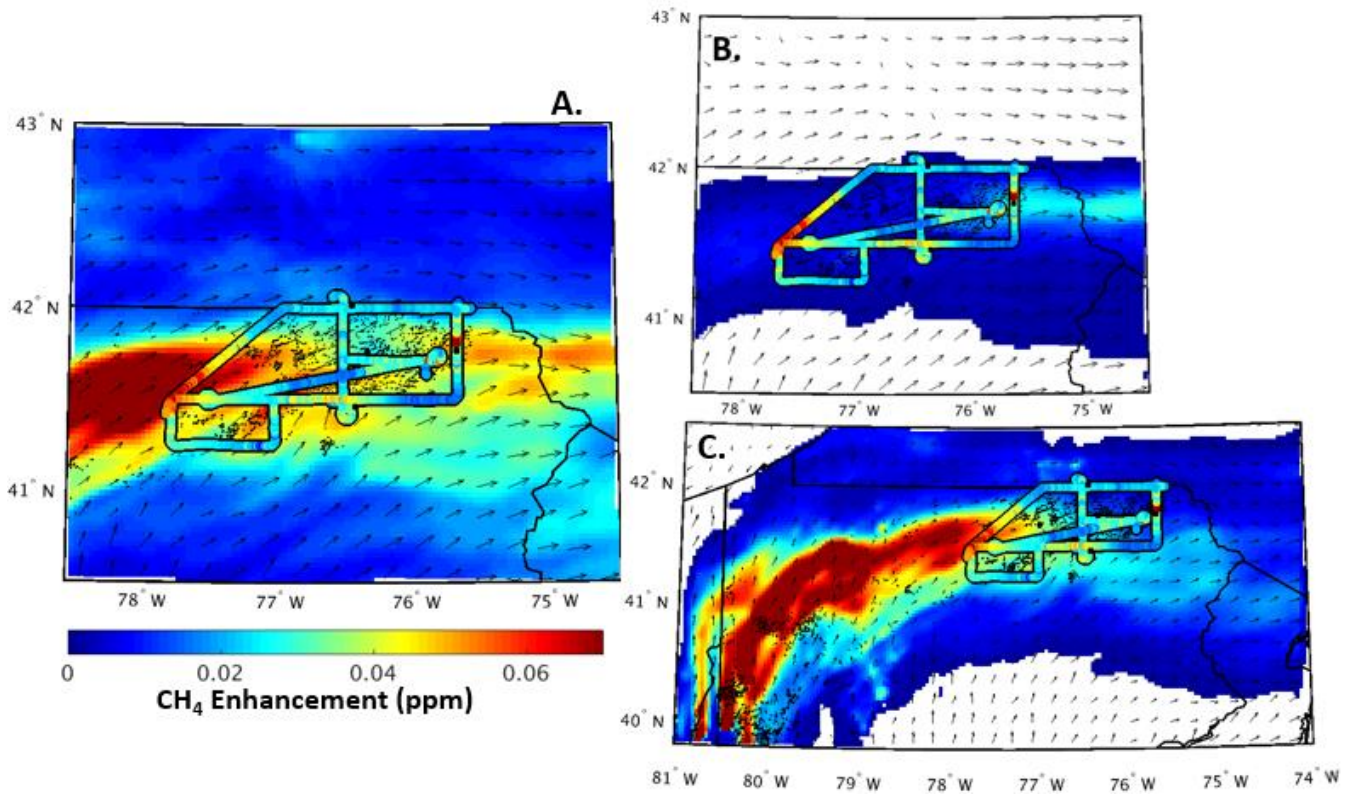 A.
43° N
42° N
41° N
78° W
77° W
76° W
75° W
0
0.02
0.04
0.06
CH₄ Enhancement (ppm)
B.
43° N
42° N
41° N
78° W
77° W
76° W
75° W
C.
42° N
41° N
40° N
81° W
80° W
79° W
78° W
77° W
76° W
75° W
74° W